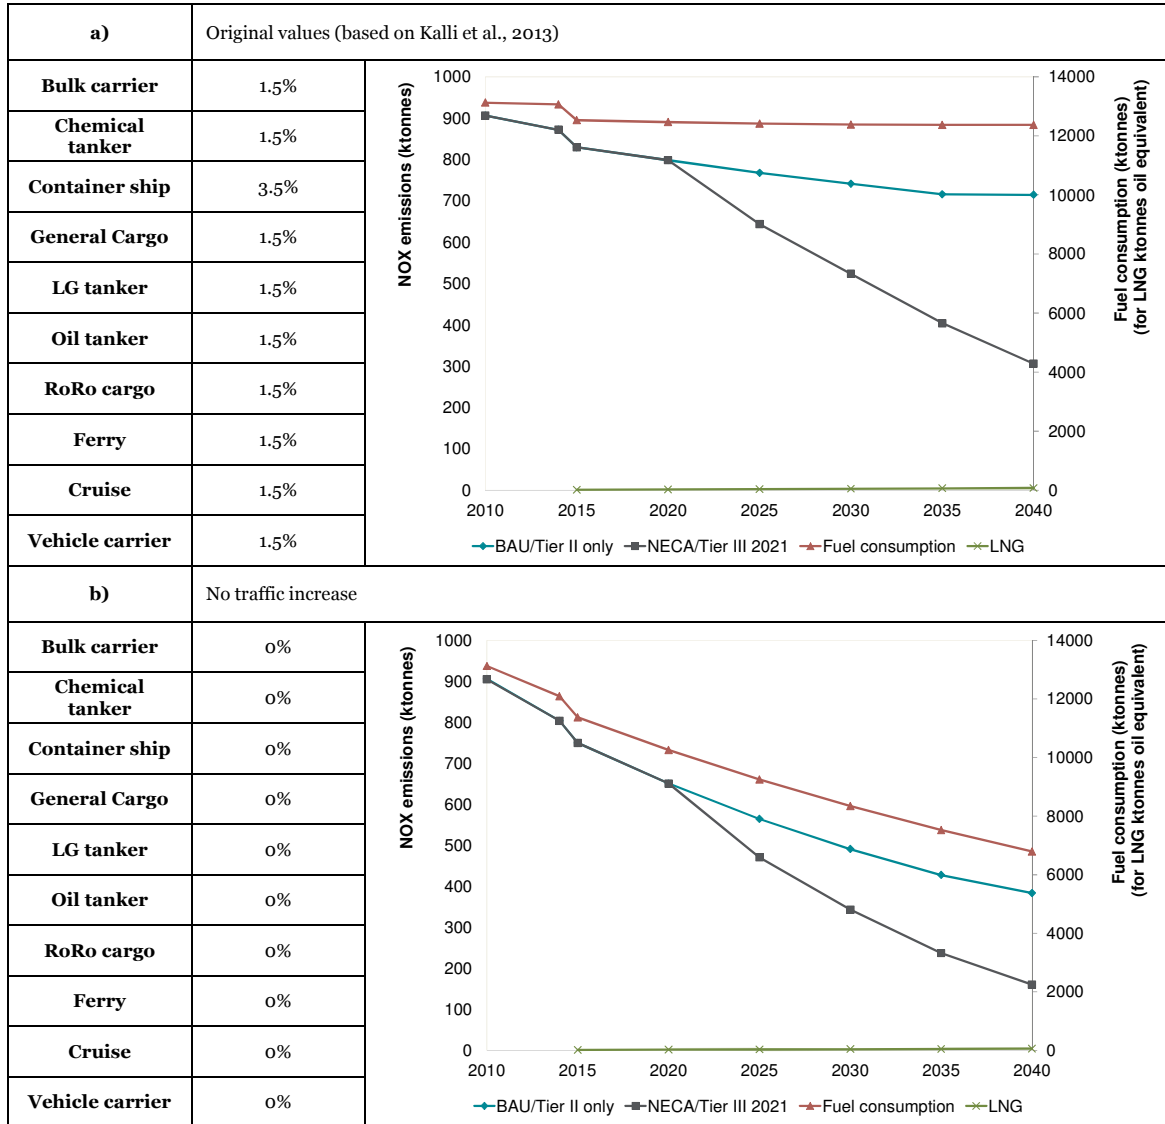 a)
Original values (based on Kalli et al., 2013)
Bulk carrier
1.5%
Chemical
tanker
1.5%
Container ship
3.5%
General Cargo
1.5%
LG tanker
1.5%
Oil tanker
1.5%
RoRo cargo
1.5%
Ferry
1.5%
Cruise
1.5%
Vehicle carrier
1.5%
NOX emissions (ktonnes)
1000
900
800
700
600
500
400
300
200
100
0
14000
12000
10000
8000
6000
4000
2000
0
Fuel consumption (ktonnes)
(for LNG ktonnes oil equivalent)
2010
2015
2020
2025
2030
2035
2040
BAU/Tier II only
NECA/Tier III 2021
Fuel consumption
LNG
b)
No traffic increase
Bulk carrier
0%
Chemical
tanker
0%
Container ship
0%
General Cargo
0%
LG tanker
0%
Oil tanker
0%
RoRo cargo
0%
Ferry
0%
Cruise
0%
Vehicle carrier
0%
NOX emissions (ktonnes)
1000
900
800
700
600
500
400
300
200
100
0
14000
12000
10000
8000
6000
4000
2000
0
Fuel consumption (ktonnes)
(for LNG ktonnes oil equivalent)
2010
2015
2020
2025
2030
2035
2040
BAU/Tier II only
NECA/Tier III 2021
Fuel consumption
LNG